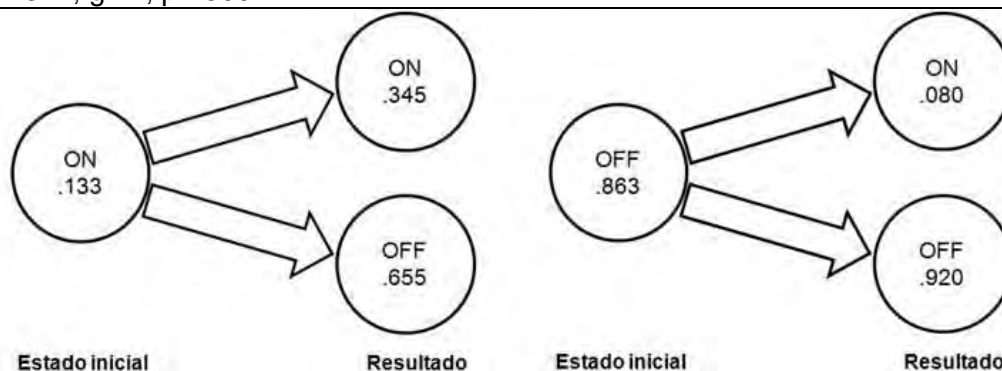 ON
.345
ON
.133
OFF
.655
ON
.080
OFF
.863
OFF
.920
Estado inicial
Resultado
Estado inicial
Resultado